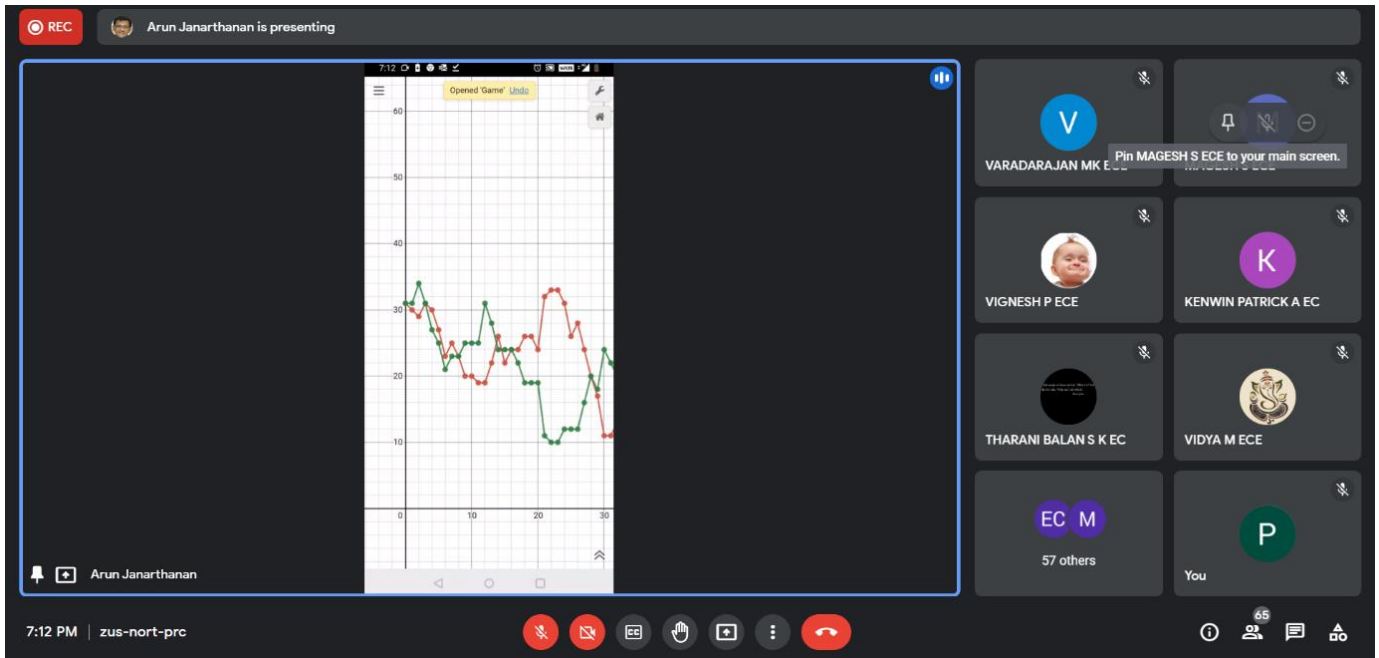 REC
Arun Janarthanan is presenting
7:12
Opened 'Game' Undo
60
50
40
30
20
10
0 10 20 30
Arun Janarthanan
V
VARADARAJAN MK ECE
Pin MAGESH S ECE to your main screen.
VIGNESH P ECE
K
KENWIN PATRICK A EC
THARANI BALAN S K EC
VIDYA M ECE
EC M
57 others
P
You
7:12 PM | zus-nort-prc
CC
65